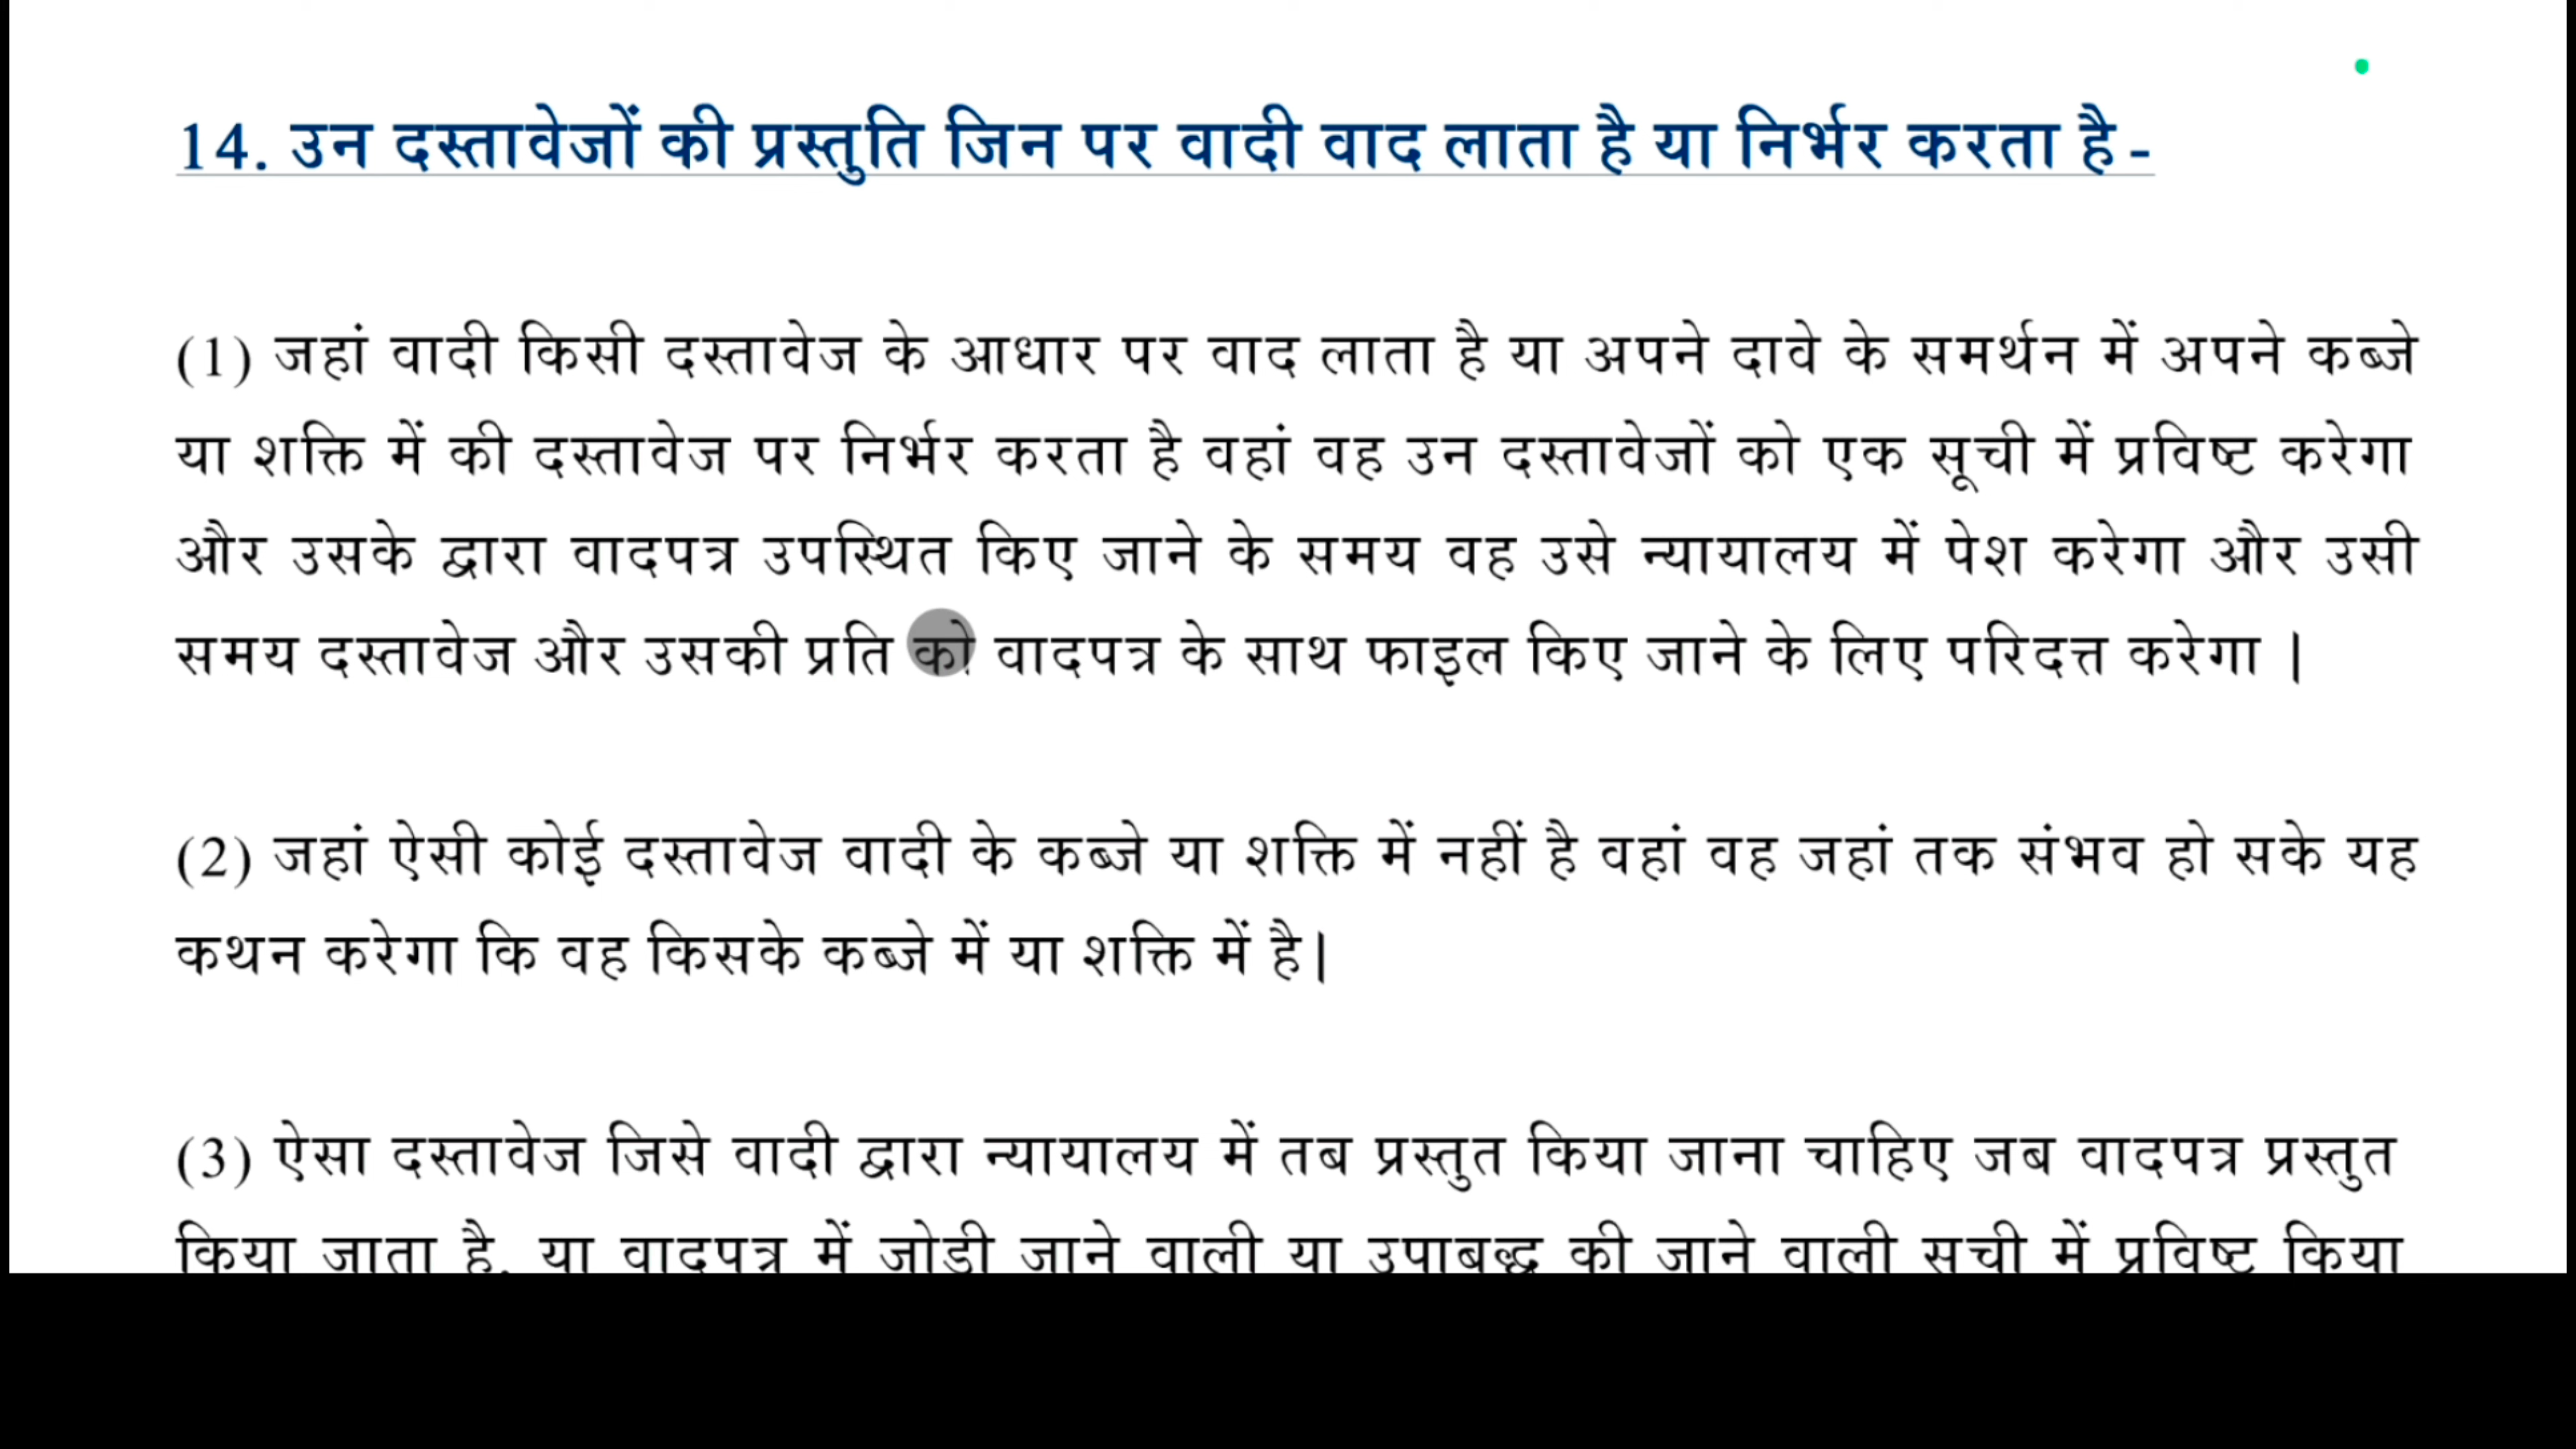 14. उन दस्तावेजों की प्रस्तुति जिन पर वादी वाद लाता है या निर्भर करता है-
(1) जहां वादी किसी दस्तावेज के आधार पर वाद लाता है या अपने दावे के समर्थन में अपने कब्जे
या शक्ति में की दस्तावेज पर निर्भर करता है वहां वह उन दस्तावेजों को एक सूची में प्रविष्ट करेगा
और उसके द्वारा वादपत्र उपस्थित किए जाने के समय वह उसे न्यायालय में पेश करेगा और उसी
समय दस्तावेज और उसकी प्रति को वादपत्र के साथ फाइल किए जाने के लिए परिदत्त करेगा |
(2) जहां ऐसी कोई दस्तावेज वादी के कब्जे या शक्ति में नहीं है वहां वह जहां तक संभव हो सके यह
कथन करेगा कि वह किसके कब्जे में या शक्ति में है|
(3) ऐसा दस्तावेज जिसे वादी द्वारा न्यायालय में तब प्रस्तुत किया जाना चाहिए जब वादपत्र प्रस्तुत
किया जाता है, या वादपत्र में जोडी जाने वाली या उपाबद्ध की जाने वाली सूची में प्रविष्ट किया